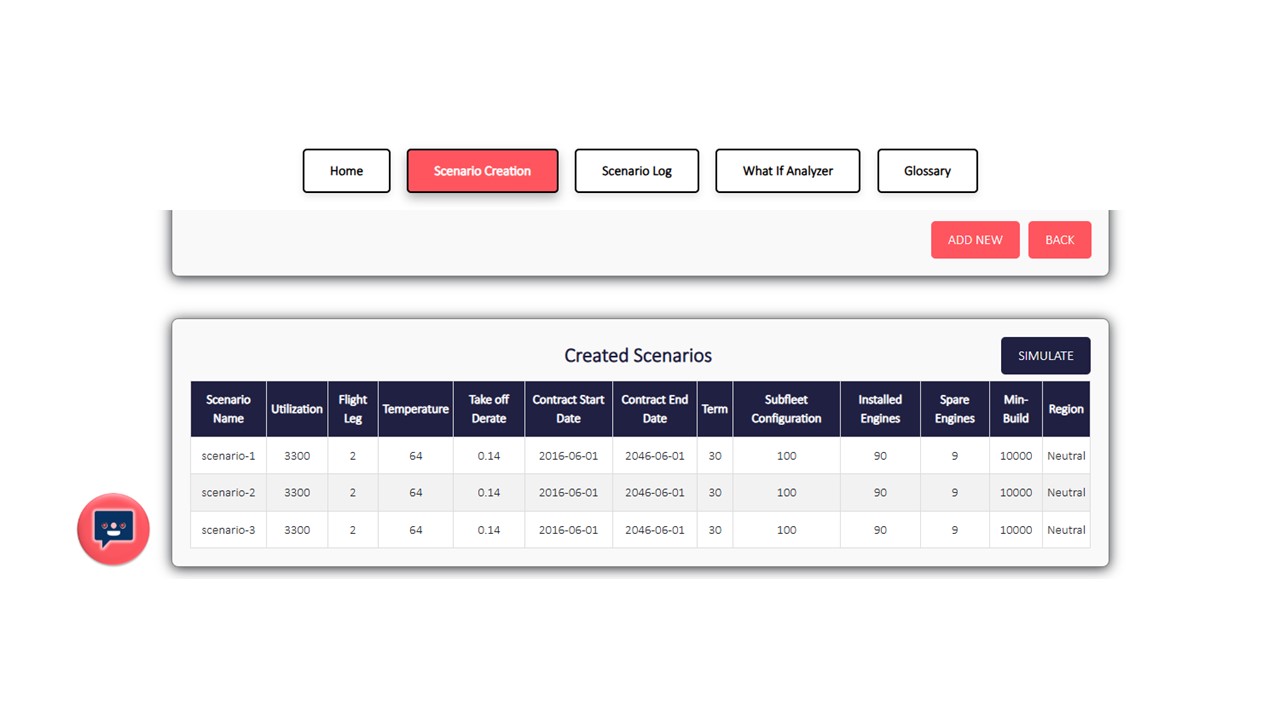 Home Scenario Creation Scenario Log What If Analyzer Glossary
ADD NEW BACK
Created Scenarios SIMULATE
Scenario Name Utilization Flight Leg Temperature Take off Derate Contract Start Date Contract End Date Term Subfleet Configuration Installed Engines Spare Engines Min-Build Region
scenario-1 3300 2 64 0.14 2016-06-01 2046-06-01 30 100 90 9 10000 Neutral
scenario-2 3300 2 64 0.14 2016-06-01 2046-06-01 30 100 90 9 10000 Neutral
scenario-3 3300 2 64 0.14 2016-06-01 2046-06-01 30 100 90 9 10000 Neutral